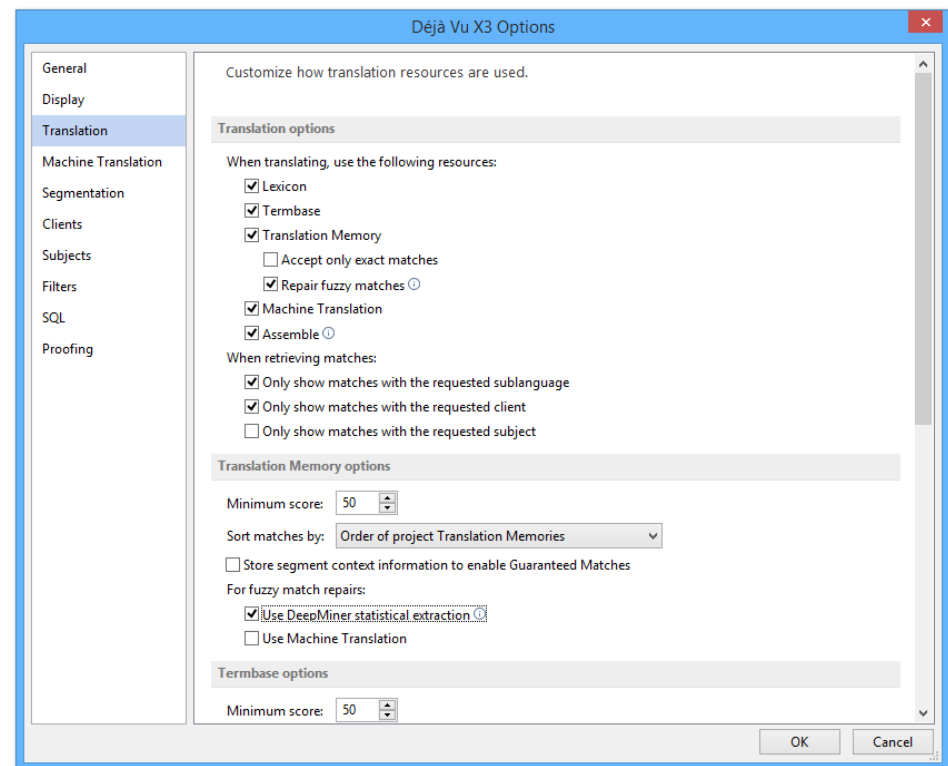 Déjà Vu X3 Options
General
Display
Translation
Machine Translation
Segmentation
Clients
Subjects
Filters
SQL
Proofing
Customize how translation resources are used.
Translation options
When translating, use the following resources:
Lexicon
Termbase
Translation Memory
Accept only exact matches
Repair fuzzy matches
Machine Translation
Assemble
When retrieving matches:
Only show matches with the requested sublanguage
Only show matches with the requested client
Only show matches with the requested subject
Translation Memory options
Minimum score: 50
Sort matches by: Order of project Translation Memories
Store segment context information to enable Guaranteed Matches
For fuzzy match repairs:
Use DeepMiner statistical extraction
Use Machine Translation
Termbase options
Minimum score: 50
OK Cancel